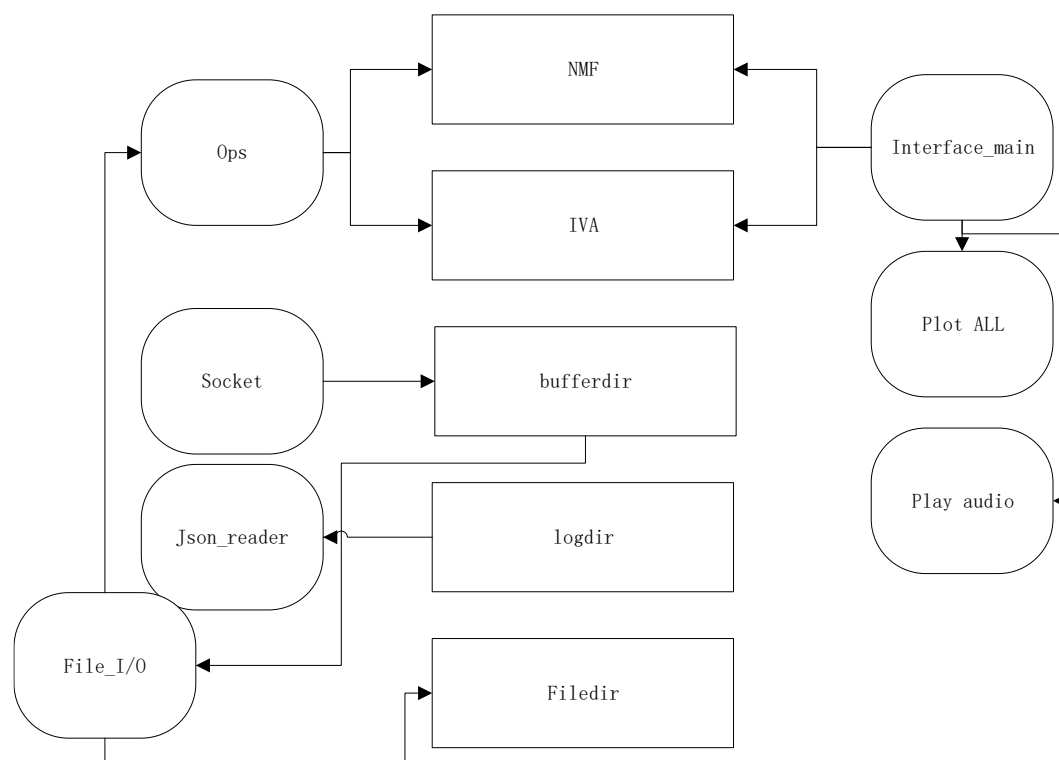 NMF
Ops
Interface_main
IVA
Plot ALL
Socket
bufferdir
Play audio
Json_reader
logdir
File_I/O
Filedir